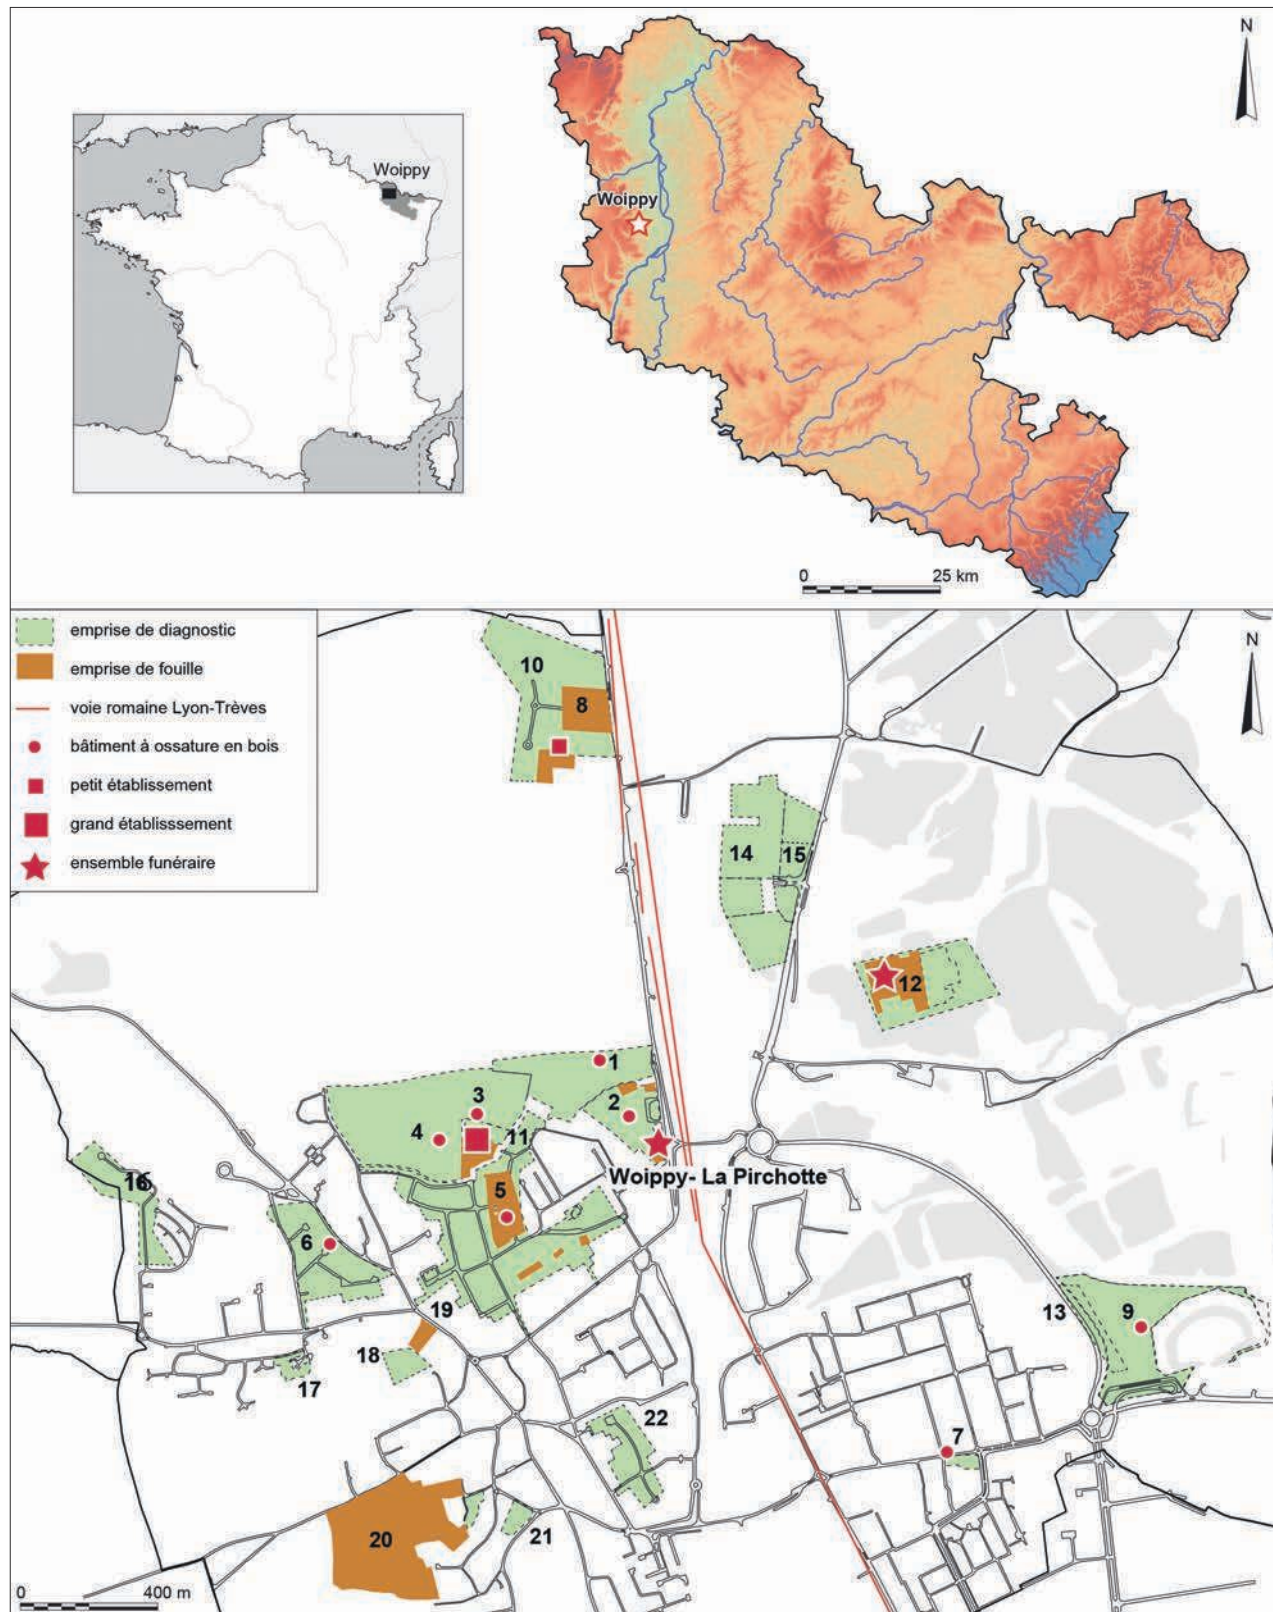 N
Woippy
Woippy
0 25 km
emprise de diagnostic
emprise de fouille
voie romaine Lyon-Trèves
bâtiment à ossature en bois
petit établissement
grand établisssement
ensemble funéraire
N
10
8
14
15
12
1
3
2
4
11
Woippy- La Pirchotte
16
5
6
19
13
9
18
17
22
7
20
21
0 400 m